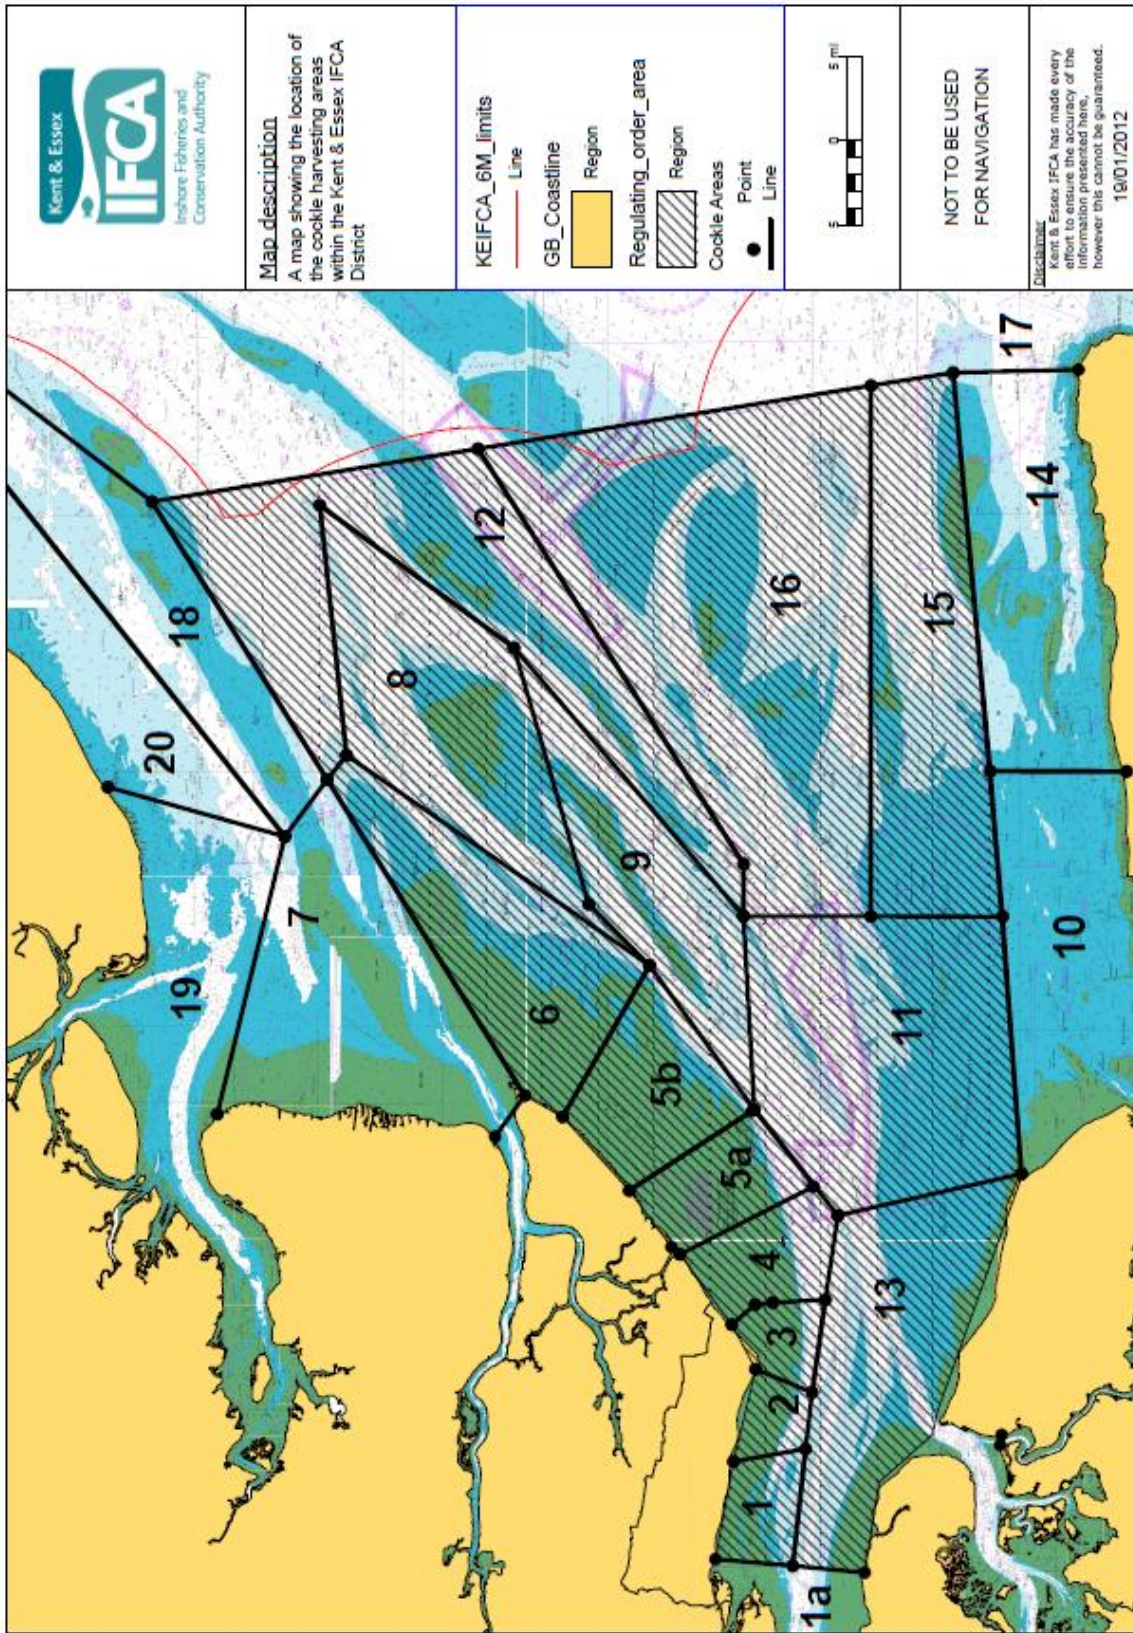 Kent & Essex
IFCA
Inshore Fisheries and
Conservation Authority
Map description
A map showing the location of
the cockle harvesting areas
within the Kent & Essex IFCA
District
KEIFCA_6M_limits
Line
GB_Coastline
Region
Regulating_order_area
Region
Cockle Areas
Point
Line
5 0 5 mi
NOT TO BE USED
FOR NAVIGATION
Disclaimer
Kent & Essex IFCA has made every
effort to ensure the accuracy of the
information presented here,
however this cannot be guaranteed.
19/01/2012
20
18
19
7
8
12
6
9
16
5b
5a
15
4
11
14
17
3
2
13
10
1
1a